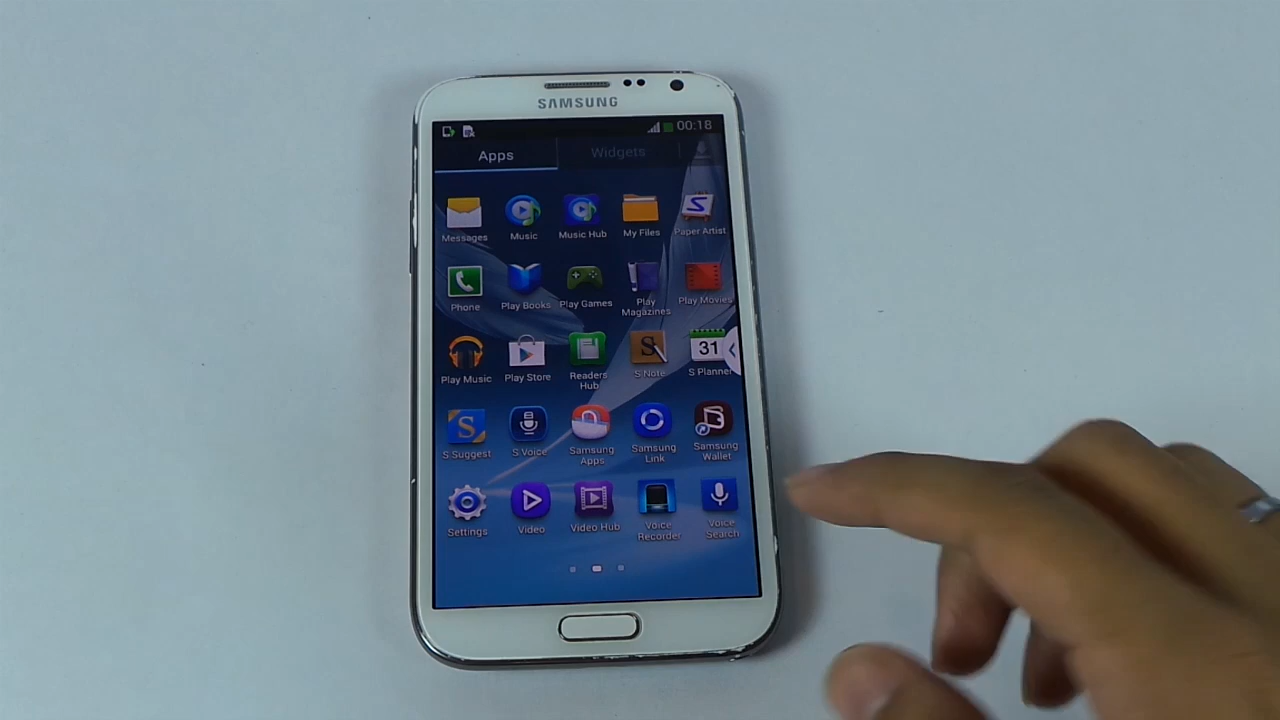 SAMSUNG
00:18
Apps Widgets
Messages Music Music Hub My Files Paper Artist
Phone Play Books Play Games Play Magazines Play Movies
31
Play Music Play Store Readers Hub S Note S Planner
S Suggest S Voice Samsung Apps Samsung Link Samsung Wallet
Settings Video Video Hub Voice Recorder Voice Search